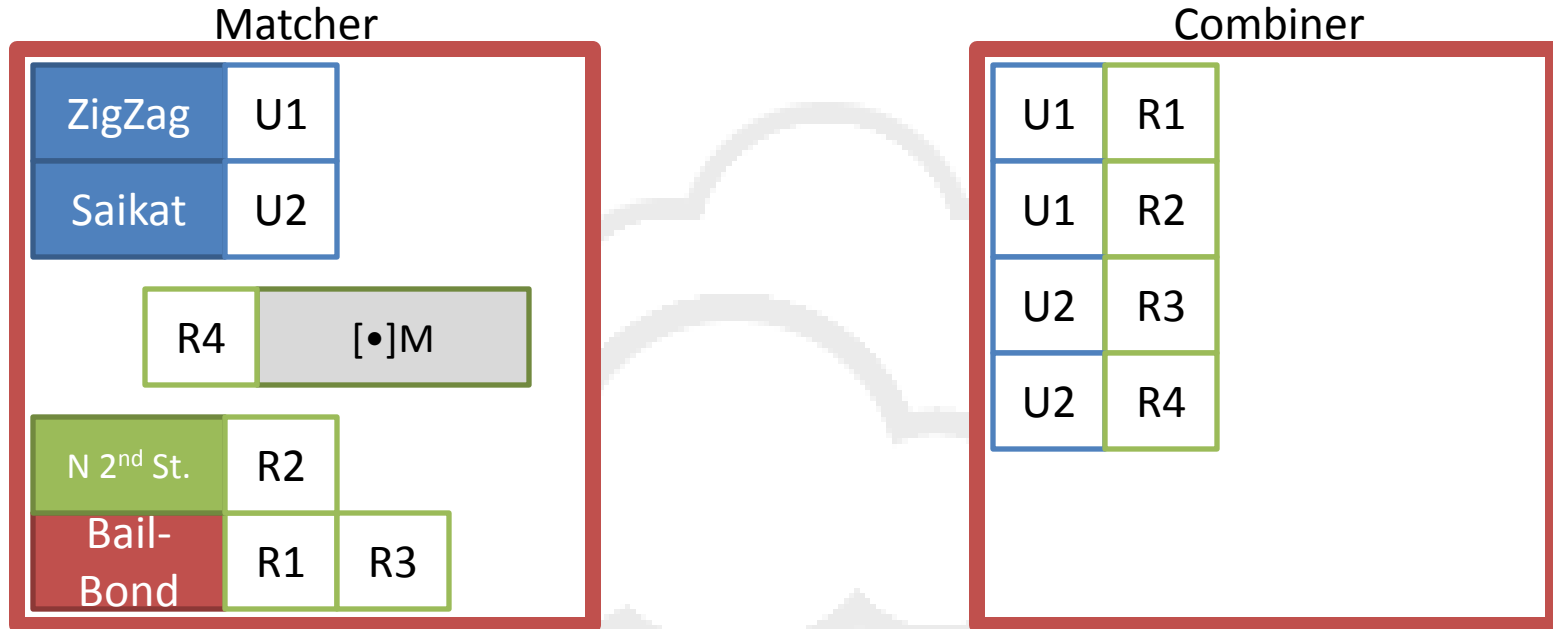 Matcher
ZigZag U1
Saikat U2
R4 [•]M
N 2nd St. R2
Bail-
Bond R1 R3
Combiner
U1 R1
U1 R2
U2 R3
U2 R4